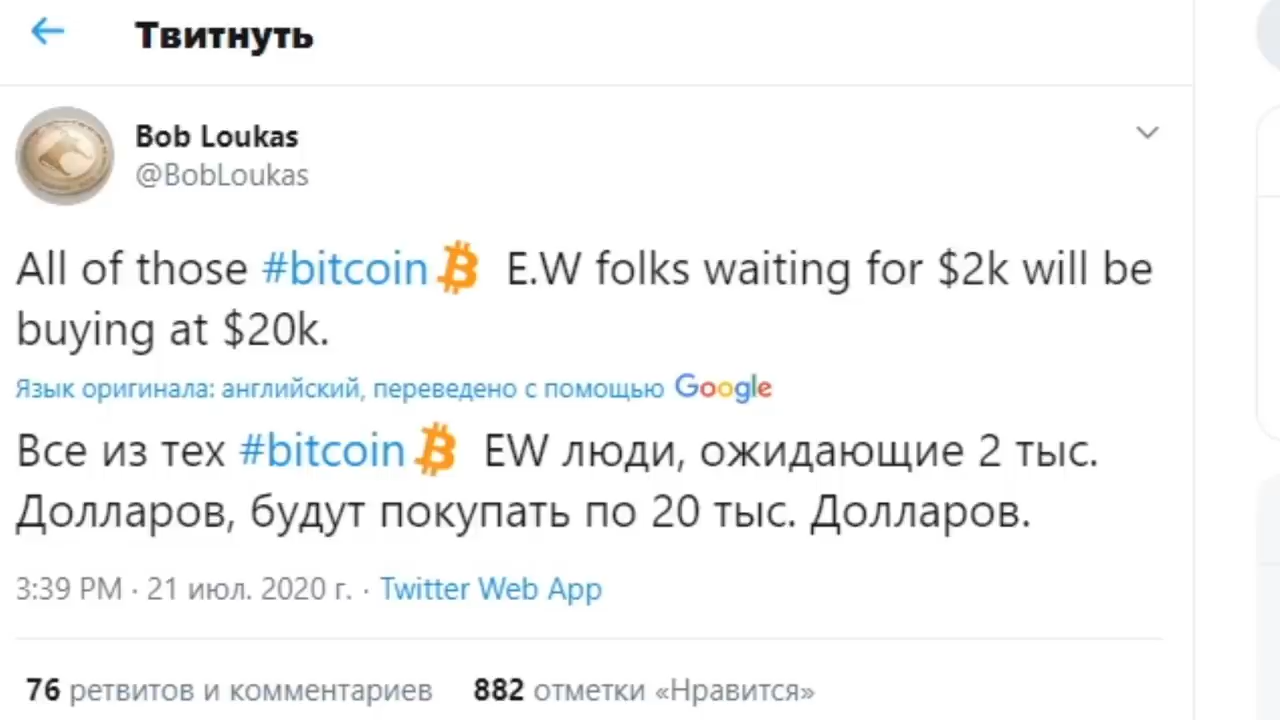 Твитнуть
Bob Loukas
@BobLoukas
All of those #bitcoin E.W folks waiting for $2k will be
buying at $20k.
Язык оригинала: английский, переведено с помощью Google
Все из тех #bitcoin EW люди, ожидающие 2 тыс.
Долларов, будут покупать по 20 тыс. Долларов.
3:39 PM · 21 июл. 2020 г. · Twitter Web App
76 ретвитов и комментариев 882 отметки «Нравится»